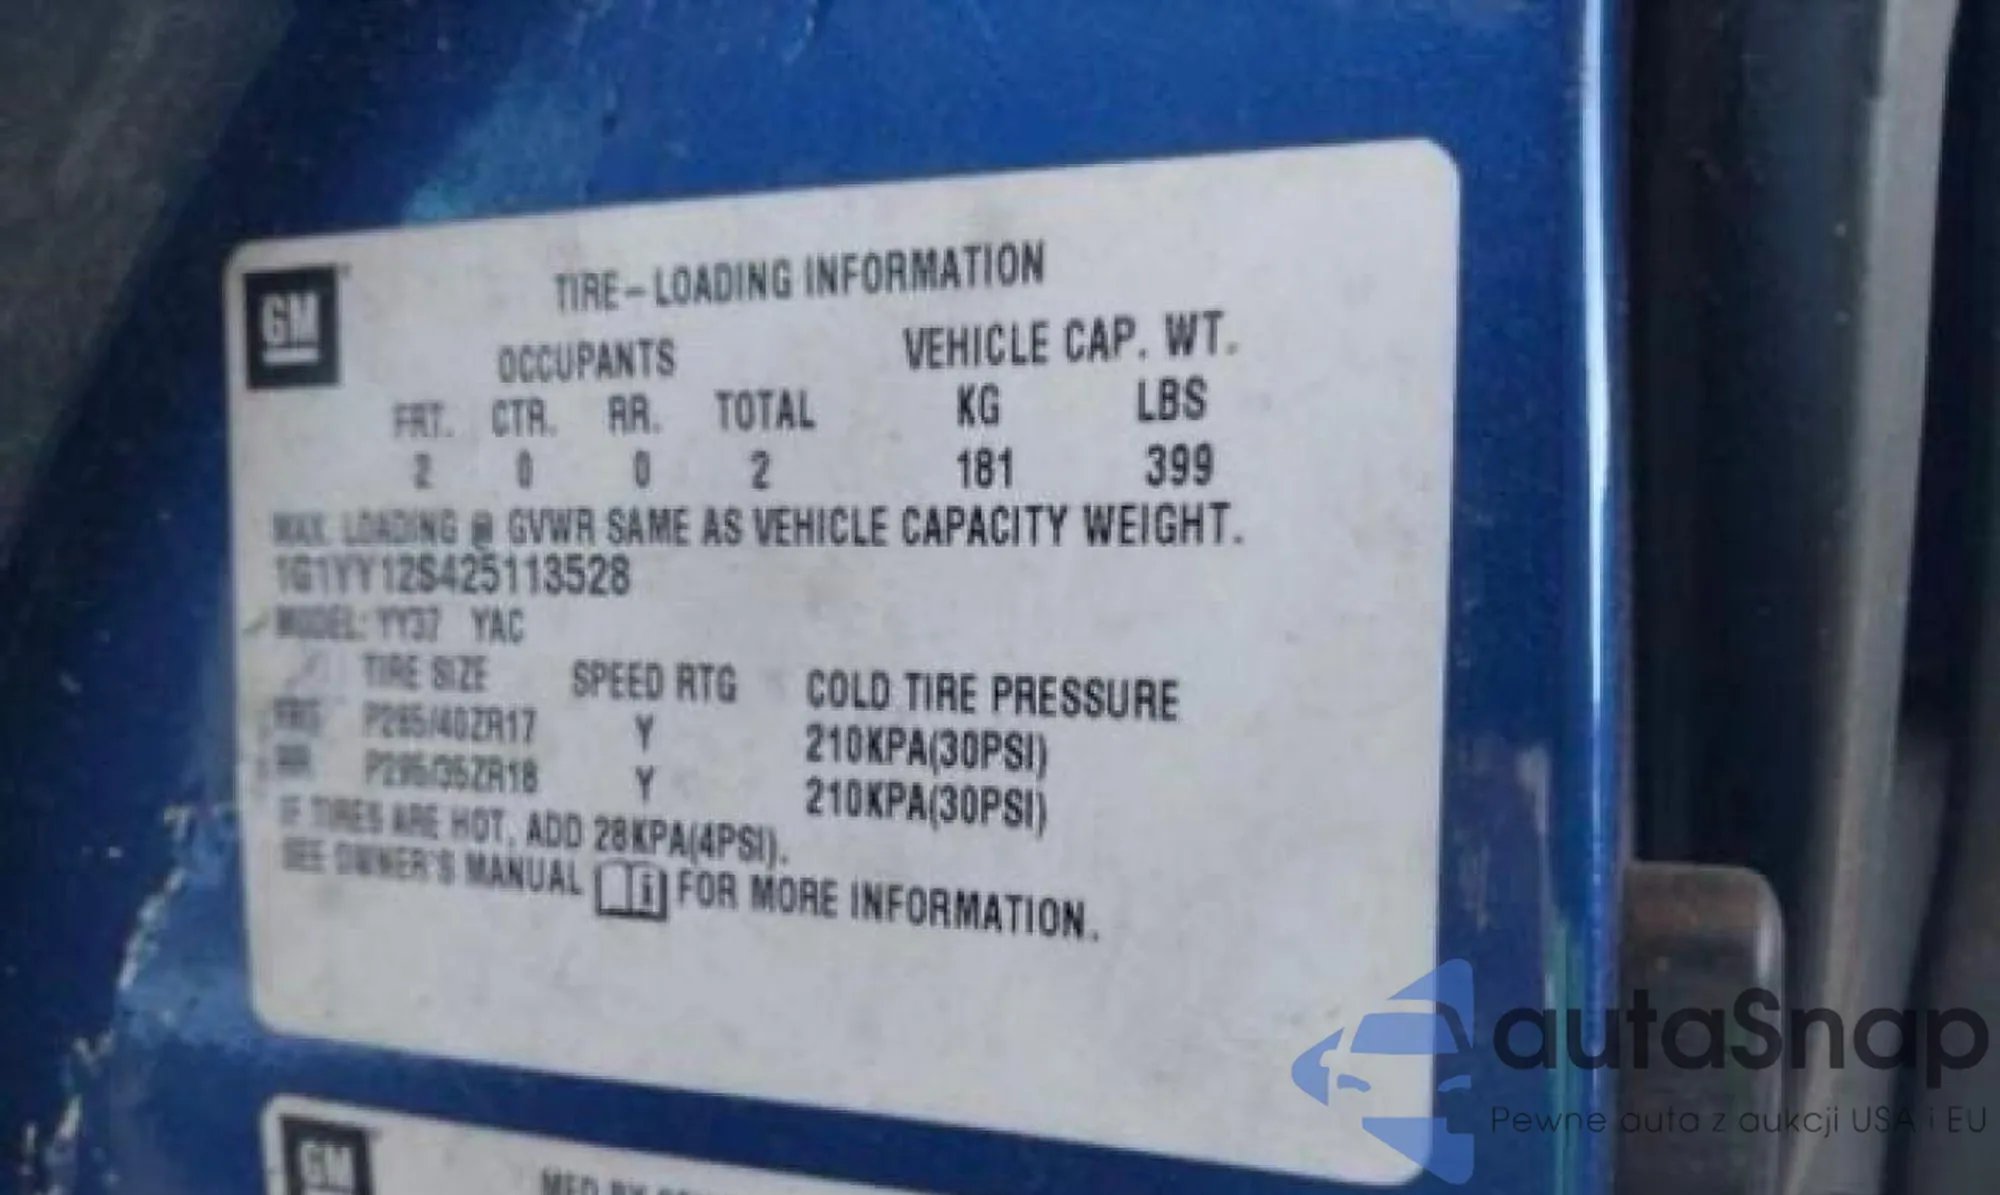 GM
TIRE-LOADING INFORMATION
OCCUPANTS VEHICLE CAP. WT.
FRT. CTR. RR. TOTAL KG LBS
2 0 0 2 181 399
MAX. LOADING @ GVWR SAME AS VEHICLE CAPACITY WEIGHT.
1G1YY12S425113528
MODEL: YY37 YAC
TIRE SIZE SPEED RTG COLD TIRE PRESSURE
P265/40ZR17 Y 210KPA(30PSI)
RR P295/35ZR18 Y 210KPA(30PSI)
IF TIRES ARE HOT, ADD 28KPA(4PSI).
SEE OWNER'S MANUAL FOR MORE INFORMATION.
GM
autaSnap
Pewne auta z aukcji USA i EU